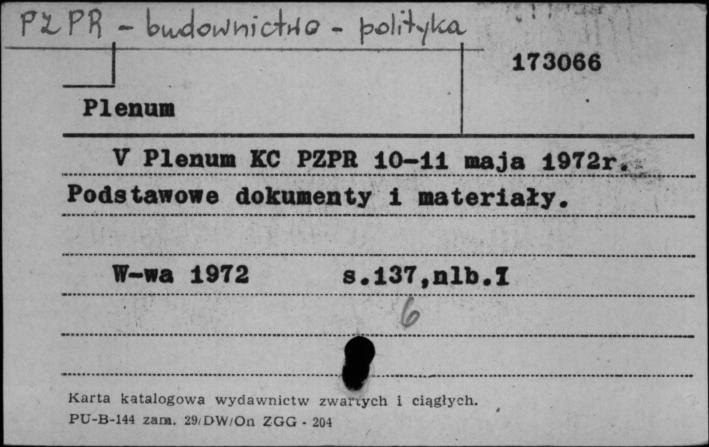 PZPR - budownictwo - polityka
173066
Plenum
V Plenum KC PZPR 10-11 maja 1972r.
Podstawowe dokumenty i materiały.
W-wa 1972 s.137,nlb.I
6
Karta katalogowa wydawnictw zwartych i ciągłych.
PU-B-144 zam. 29/DW/On ZGG - 204